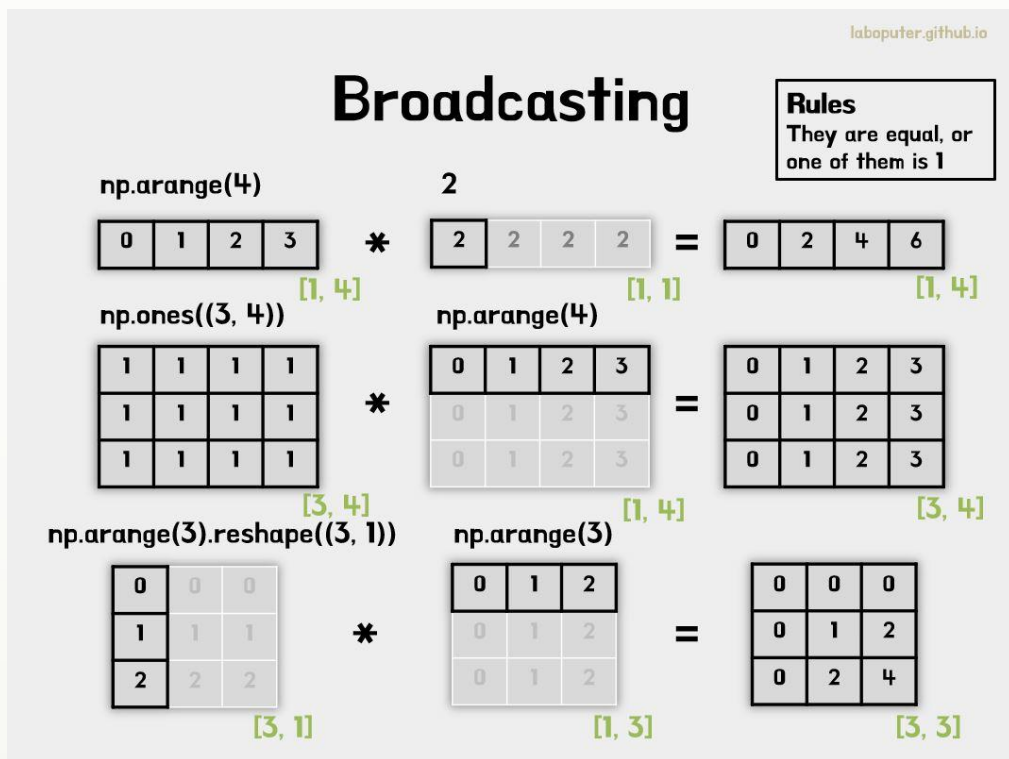 laboputer.github.io
Broadcasting
Rules
They are equal, or
one of them is 1
np.arange(4) 2
0 1 2 3 * 2 2 2 2 = 0 2 4 6
[1, 4] [1, 1] [1, 4]
np.ones((3, 4)) np.arange(4)
1 1 1 1 0 1 2 3 0 1 2 3
1 1 1 1 * 0 1 2 3 = 0 1 2 3
1 1 1 1 0 1 2 3 0 1 2 3
[3, 4] [1, 4] [3, 4]
np.arange(3).reshape((3, 1)) np.arange(3)
0 0 0 0 1 2 0 0 0
1 1 1 * 0 1 2 = 0 1 2
2 2 2 0 1 2 0 2 4
[3, 1] [1, 3] [3, 3]